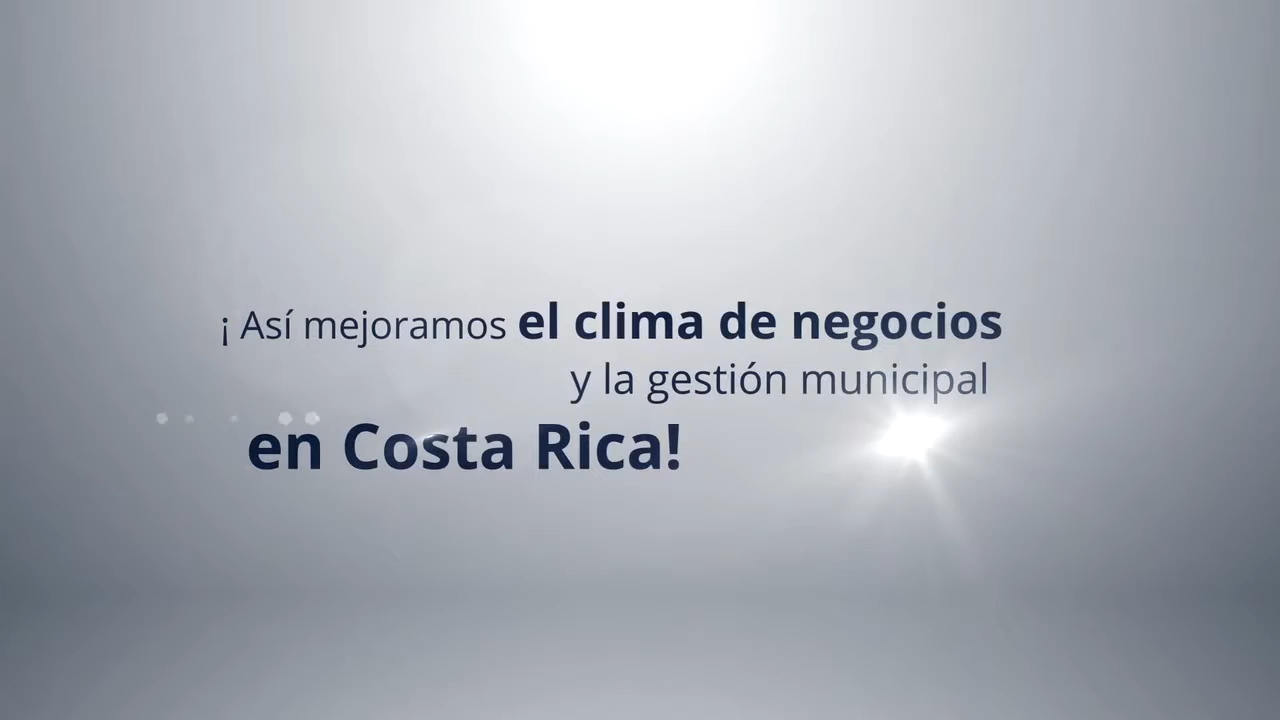 ¡ Así mejoramos el clima de negocios
y la gestión municipal
en Costa Rica!